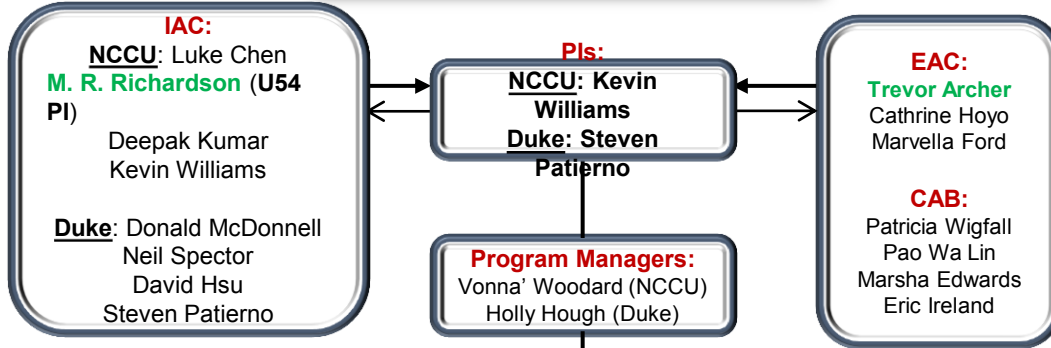 IAC:
NCCU: Luke Chen
M. R. Richardson (U54
PI)
Deepak Kumar
Kevin Williams
Duke: Donald McDonnell
Neil Spector
David Hsu
Steven Patierno
PIs:
NCCU: Kevin
Williams
Duke: Steven
Patierno
Program Managers:
Vonna' Woodard (NCCU)
Holly Hough (Duke)
EAC:
Trevor Archer
Cathrine Hoyo
Marvella Ford
CAB:
Patricia Wigfall
Pao Wa Lin
Marsha Edwards
Eric Ireland